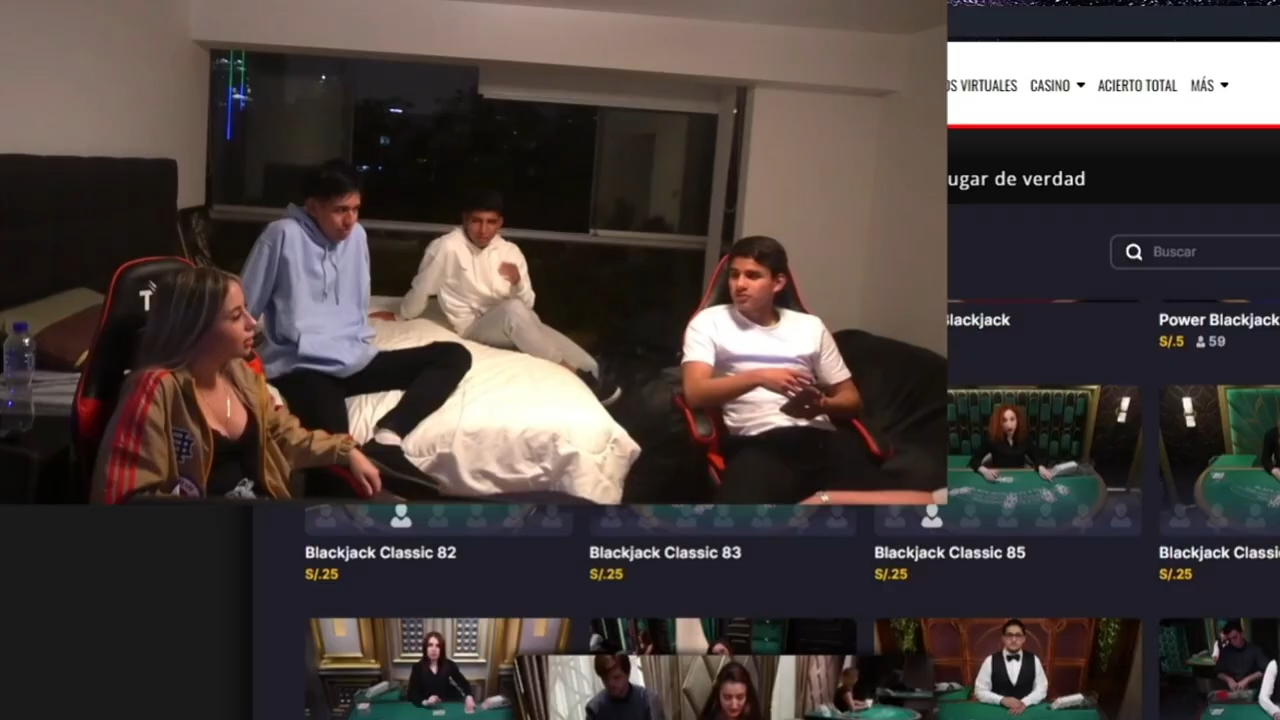 OS VIRTUALES CASINO ACIERTO TOTAL MÁS
ugar de verdad
Buscar
Blackjack
Power Blackjack
S/.5 59
Blackjack Classic 82
Blackjack Classic 83
Blackjack Classic 85
Blackjack Classi
S/.25
S/.25
S/.25
S/.25